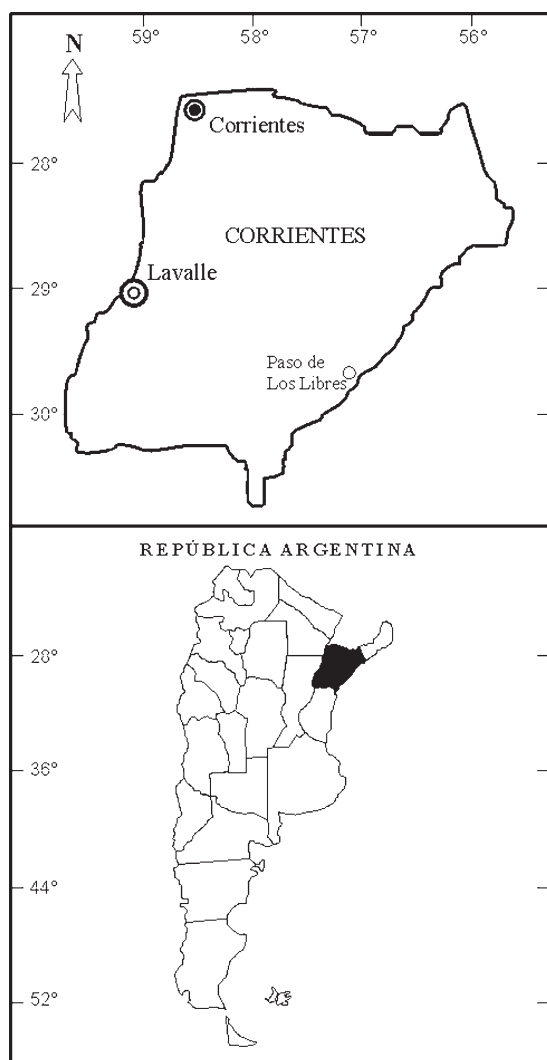 59° 58° 57° 56°
N
Corrientes
28°
CORRIENTES
Lavalle
29°
Paso de
Los Libres
30°
REPÚBLICA ARGENTINA
28°
36°
44°
52°